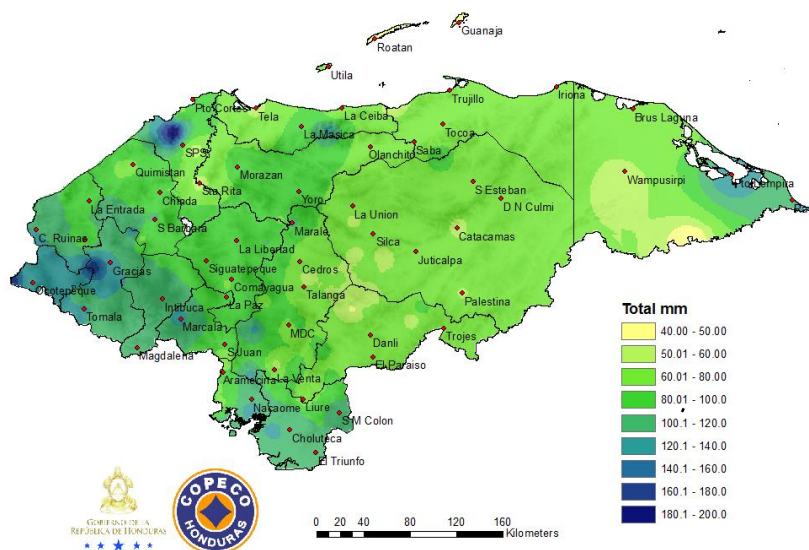 Guanaja
Roatan
Utila
Pto Cortes
Tela
La Ceiba
Trujillo
Iriona
Brus Laguna
La Masica
Tocoa
SPS
Olanchito
Saba
Quimistan
Morazan
Wampusirpi
Sta Rita
Chinda
Yoro
S Esteban
D N Culmi
La Entrada
La Union
S Barbara
Marale
C. Ruinas
La Libertad
Silca
Catacamas
Juticalpa
Gracias
Siguatepeque
Cedros
Ocotepeque
Comayagua
Talanga
Palestina
Intibuca
La Paz
Tomala
Marcala
MDC
Danli
Trojes
Magdalena
S Juan
El Paraiso
Aramecina
La Venta
Nacaome
Liure
S M Colon
Choluteca
El Triunfo
Total mm
40.00 - 50.00
50.01 - 60.00
60.01 - 80.00
80.01 - 100.0
100.1 - 120.0
120.1 - 140.0
140.1 - 160.0
160.1 - 180.0
180.1 - 200.0
GOBIERNO DE LA
REPÚBLICA DE HONDURAS
COPECO
HONDURAS
0 20 40 80 120 160
Kilometers